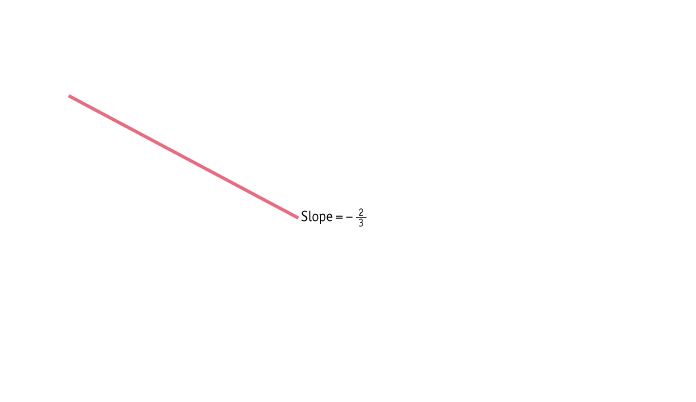 Slope = − 2/3